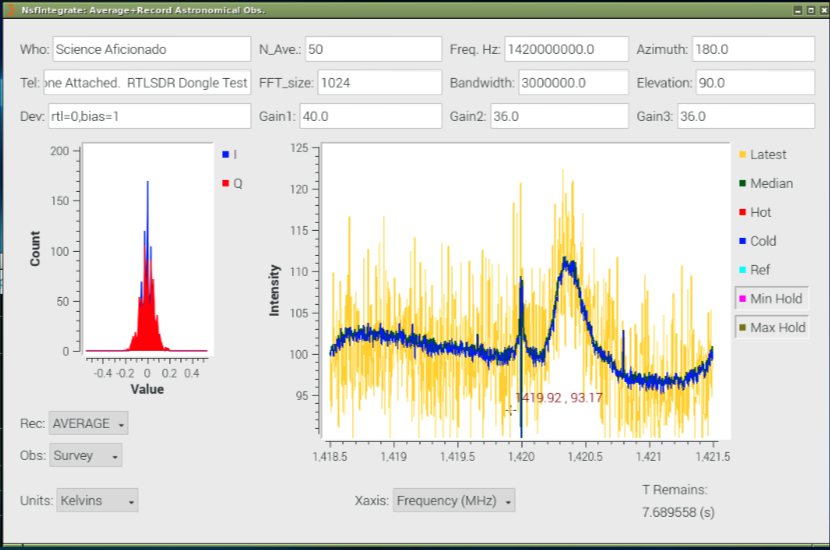 NsfIntegrate: Average+Record Astronomical Obs.
Who: Science Aficionado N_Ave.: 50 Freq. Hz: 1420000000.0 Azimuth: 180.0
Tel: one Attached. RTLSDR Dongle Test FFT_size: 1024 Bandwidth: 3000000.0 Elevation: 90.0
Dev: rtl=0,bias=1 Gain1: 40.0 Gain2: 36.0 Gain3: 36.0
200
150
100
50
0
Count
-0.4 -0.2 0 0.2 0.4
Value
I
Q
125
120
115
110
105
100
95
Intensity
1419.92 , 93.17
1,418.5 1,419 1,419.5 1,420 1,420.5 1,421 1,421.5
Latest
Median
Hot
Cold
Ref
Min Hold
Max Hold
Rec: AVERAGE
Obs: Survey
Units: Kelvins
Xaxis: Frequency (MHz)
T Remains:
7.689558 (s)